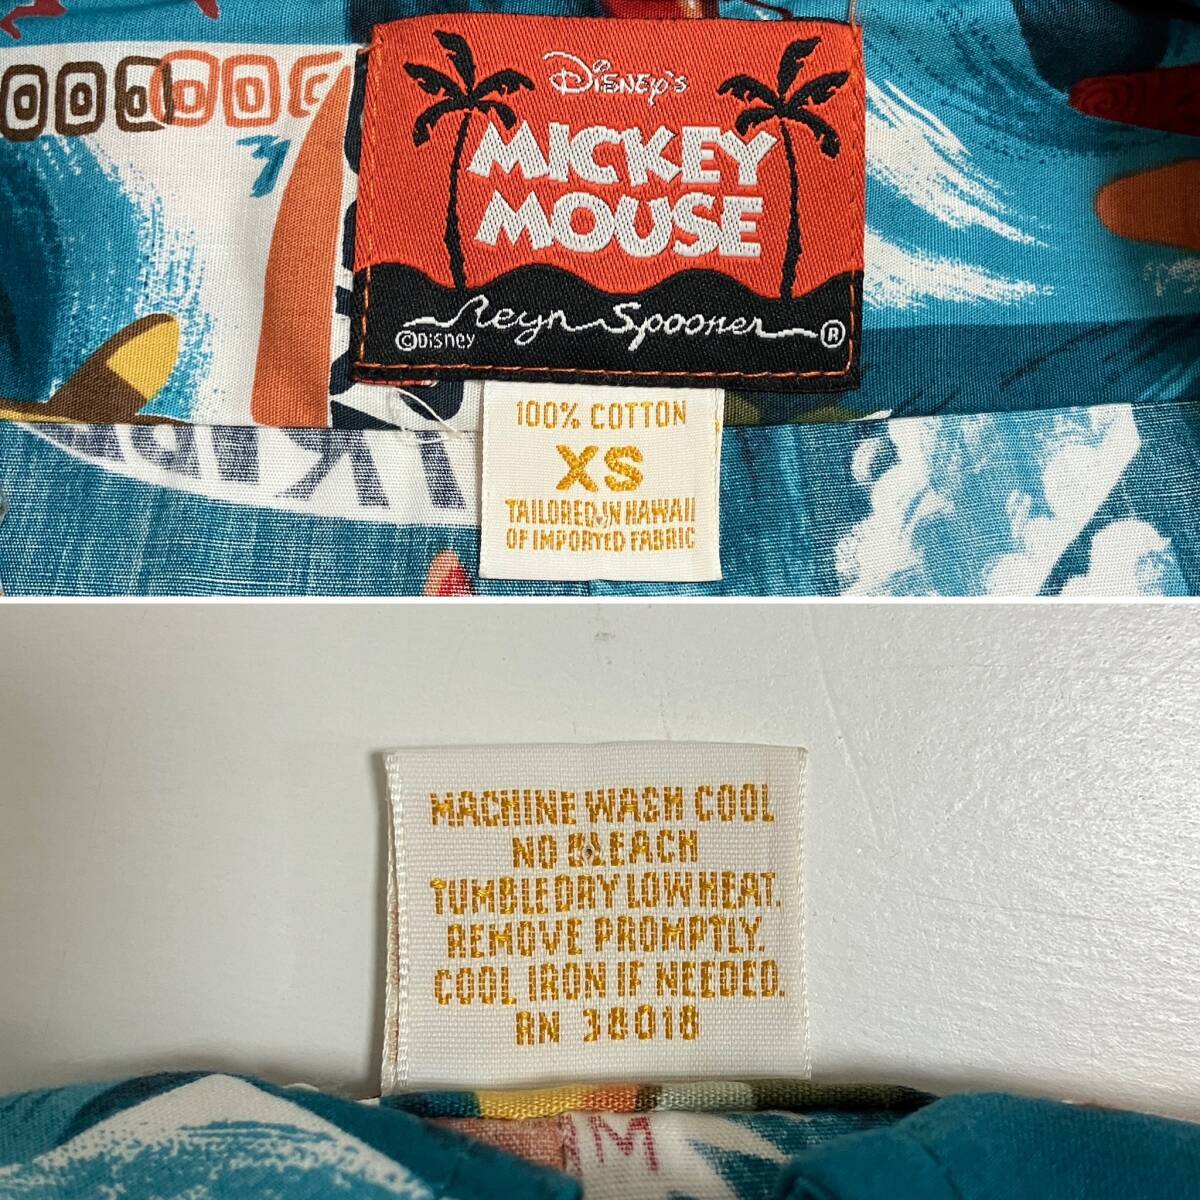 Disney's
MICKEY
MOUSE
Reyn Spooner ®
©Disney
100% COTTON
XS
TAILORED IN HAWAII
OF IMPORTED FABRIC
MACHINE WASH COOL
NO BLEACH
TUMBLE DRY LOW HEAT.
REMOVE PROMPTLY.
COOL IRON IF NEEDED.
RN 38018
M